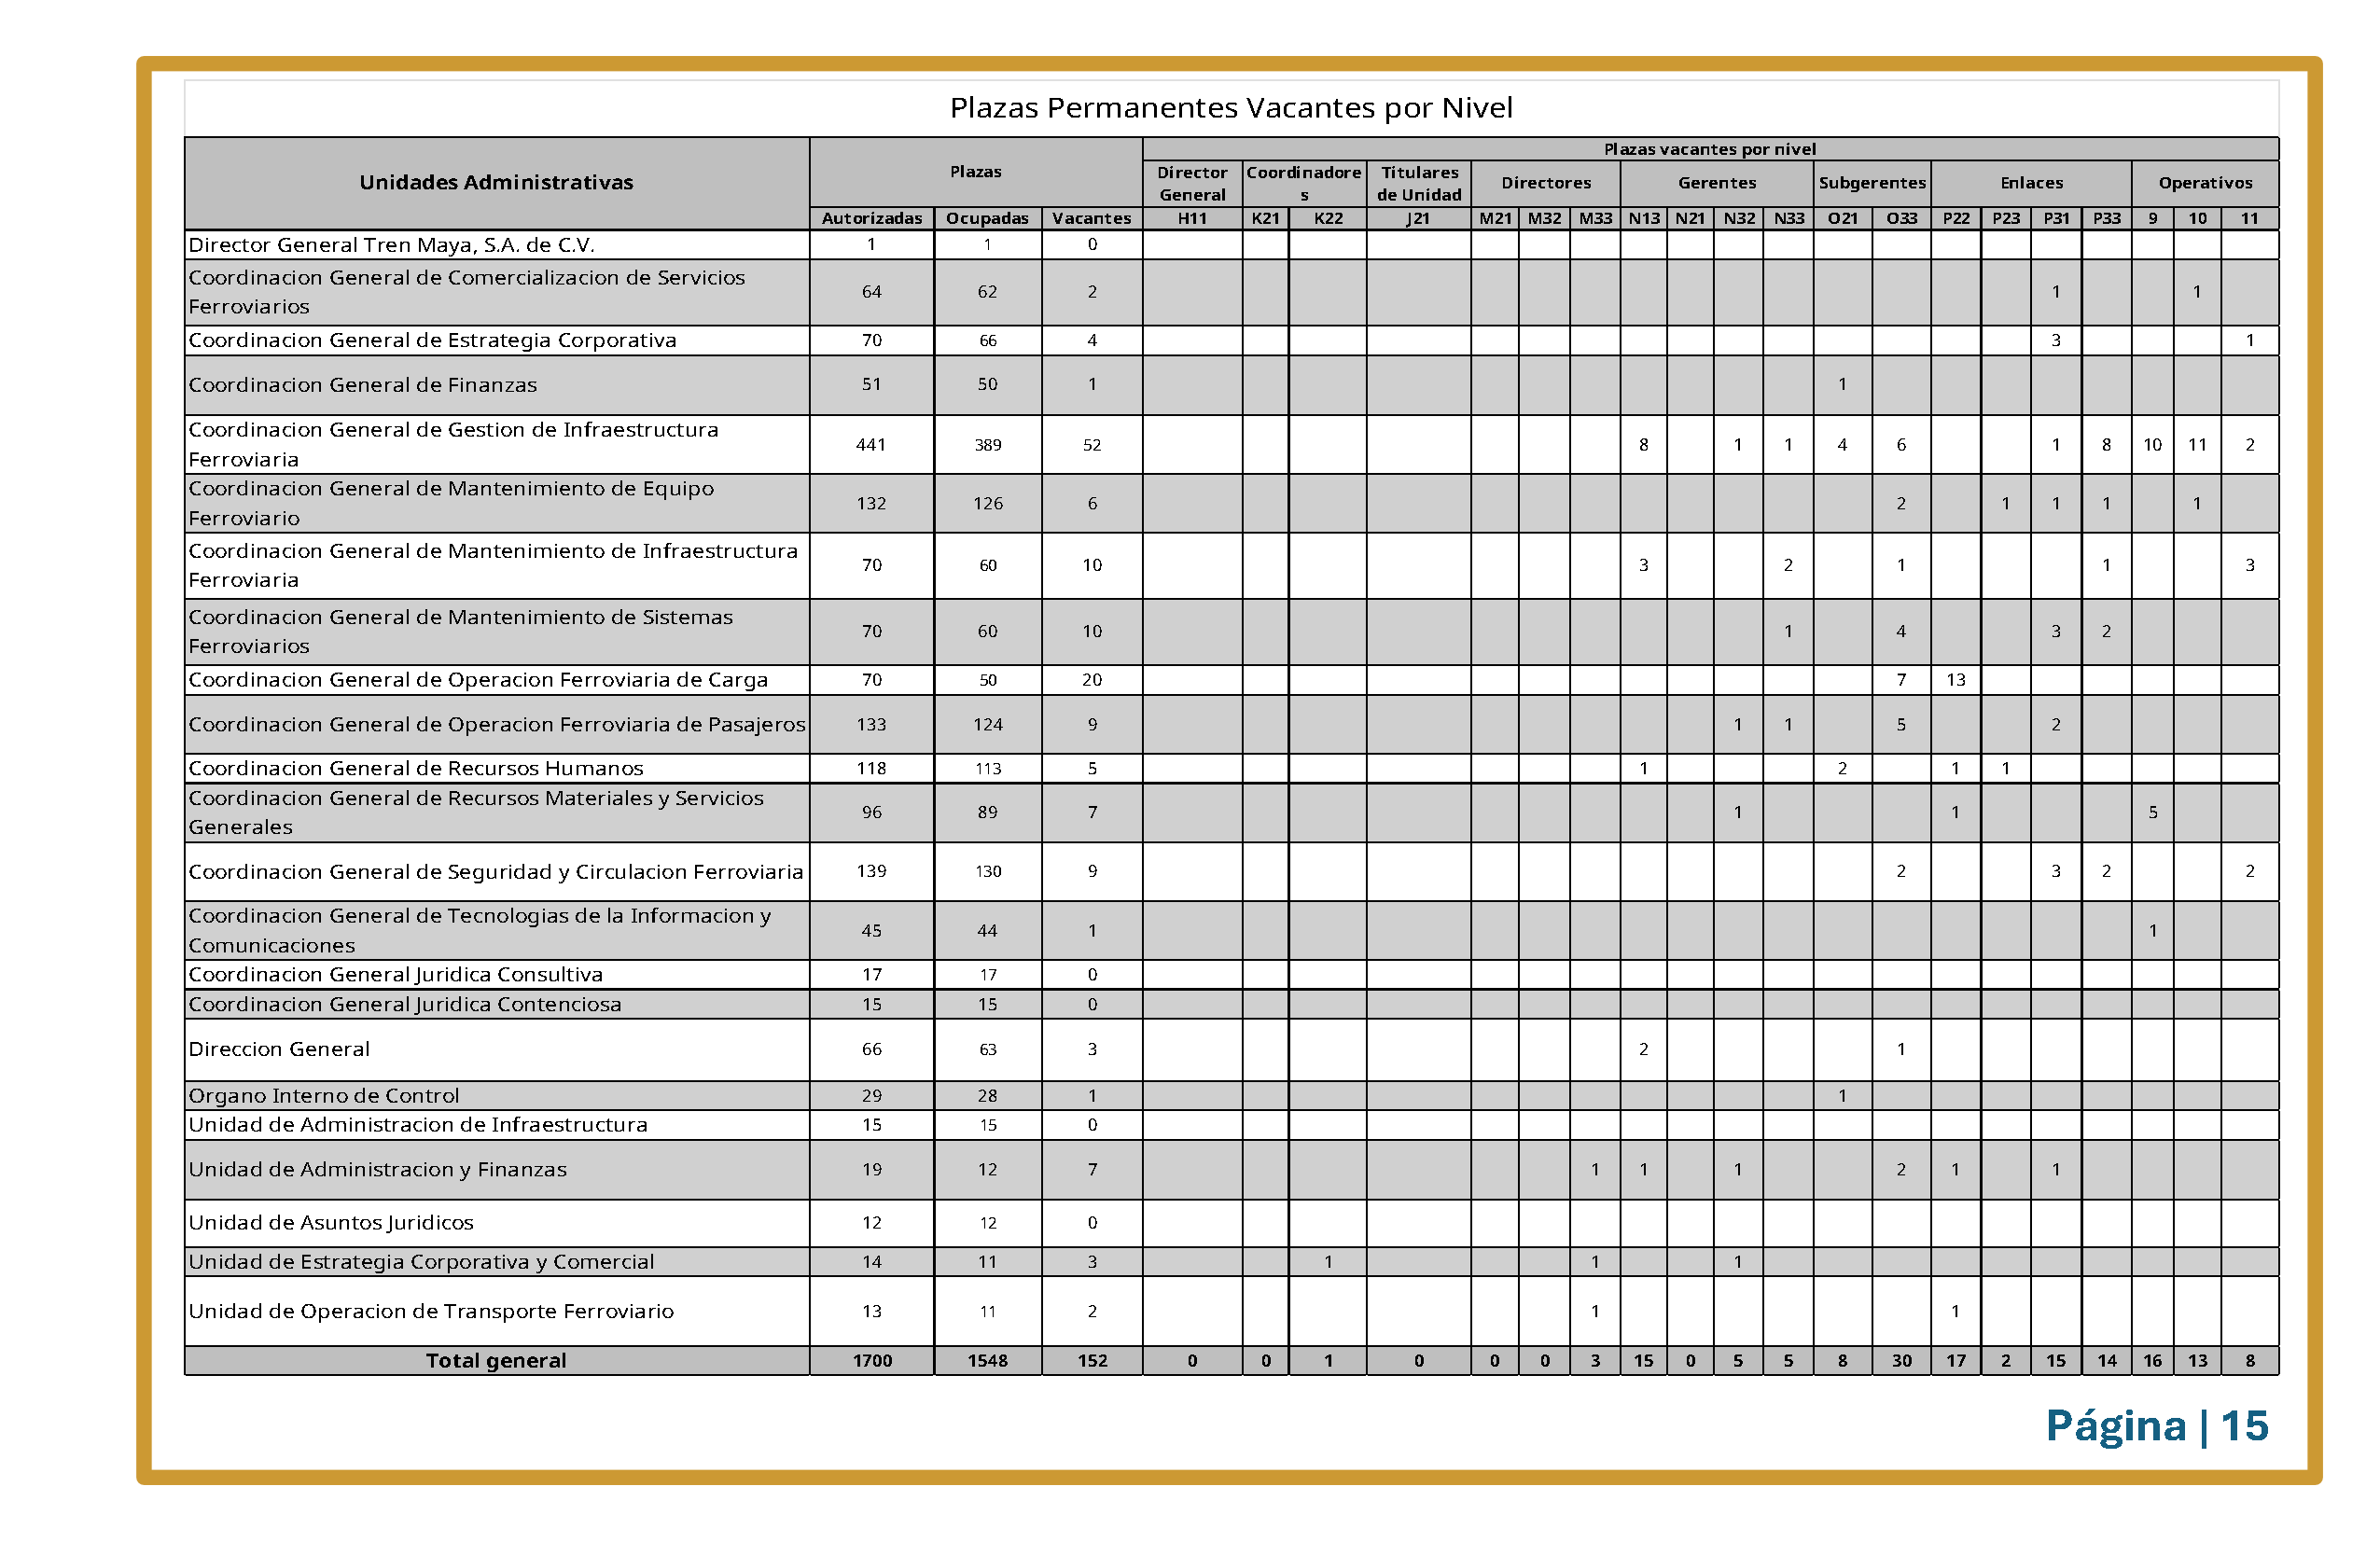 Plazas Permanentes Vacantes por Nivel
Plazas vacantes por nivel
Unidades Administrativas Plazas Director General Coordinadore s Titulares de Unidad Directores Gerentes Subgerentes Enlaces Operativos
Autorizadas Ocupadas Vacantes H11 K21 K22 J21 M21 M32 M33 N13 N21 N32 N33 O21 O33 P22 P23 P31 P33 9 10 11
Director General Tren Maya, S.A. de C.V. 1 1 0
Coordinacion General de Comercializacion de Servicios
Ferroviarios 64 62 2 1 1
Coordinacion General de Estrategia Corporativa 70 66 4 3 1
Coordinacion General de Finanzas 51 50 1 1
Coordinacion General de Gestion de Infraestructura
Ferroviaria 441 389 52 8 1 1 4 6 1 8 10 11 2
Coordinacion General de Mantenimiento de Equipo
Ferroviario 132 126 6 2 1 1 1 1
Coordinacion General de Mantenimiento de Infraestructura
Ferroviaria 70 60 10 3 2 1 1 3
Coordinacion General de Mantenimiento de Sistemas
Ferroviarios 70 60 10 1 4 3 2
Coordinacion General de Operacion Ferroviaria de Carga 70 50 20 7 13
Coordinacion General de Operacion Ferroviaria de Pasajeros 133 124 9 1 1 5 2
Coordinacion General de Recursos Humanos 118 113 5 1 2 1 1
Coordinacion General de Recursos Materiales y Servicios
Generales 96 89 7 1 1 5
Coordinacion General de Seguridad y Circulacion Ferroviaria 139 130 9 2 3 2 2
Coordinacion General de Tecnologias de la Informacion y
Comunicaciones 45 44 1 1
Coordinacion General Juridica Consultiva 17 17 0
Coordinacion General Juridica Contenciosa 15 15 0
Direccion General 66 63 3 2 1
Organo Interno de Control 29 28 1 1
Unidad de Administracion de Infraestructura 15 15 0
Unidad de Administracion y Finanzas 19 12 7 1 1 1 2 1 1
Unidad de Asuntos Juridicos 12 12 0
Unidad de Estrategia Corporativa y Comercial 14 11 3 1 1 1
Unidad de Operacion de Transporte Ferroviario 13 11 2 1 1
Total general 1700 1548 152 0 0 1 0 0 0 3 15 0 5 5 8 30 17 2 15 14 16 13 8
Página | 15